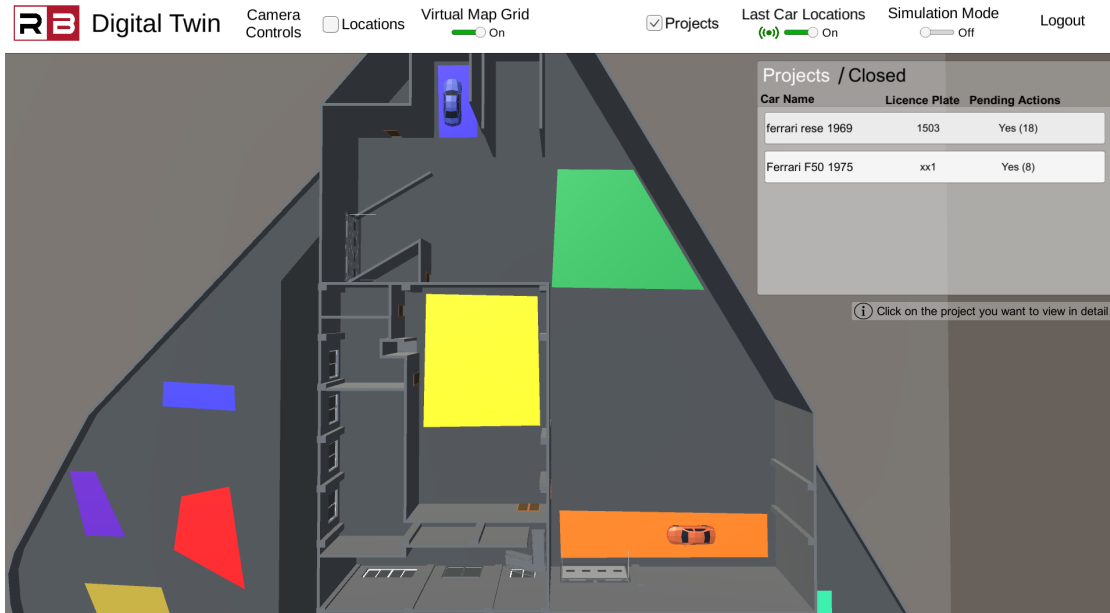 RB Digital Twin
Camera Controls
Locations
Virtual Map Grid
On
Projects
Last Car Locations
On
Simulation Mode
Off
Logout
Projects / Closed
Car Name Licence Plate Pending Actions
ferrari rese 1969 1503 Yes (18)
Ferrari F50 1975 xx1 Yes (8)
i Click on the project you want to view in detail